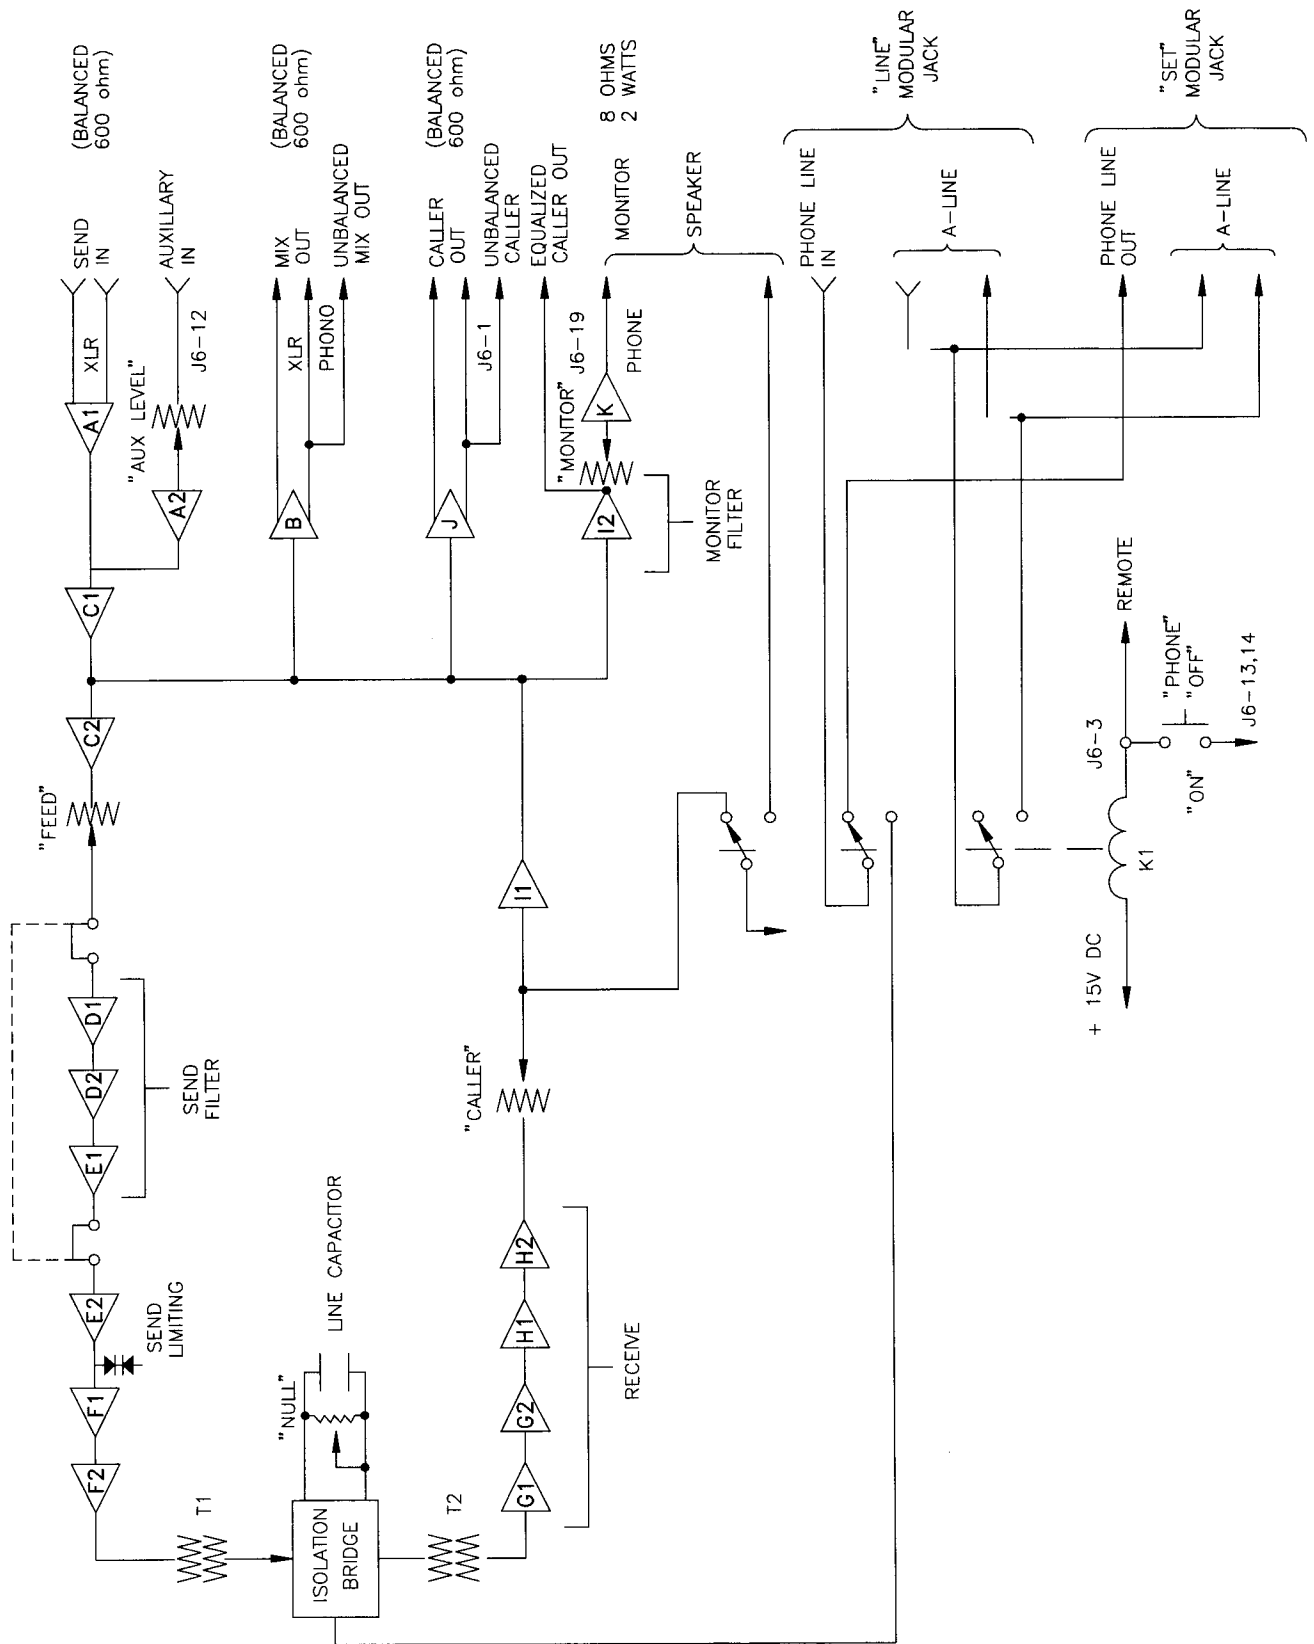 SEND
IN
(BALANCED
600 ohm)
XLR
A1
"AUX LEVEL"
J6-12
AUXILLARY
IN
A2
C1
C2
"FEED"
D1
D2
E1
SEND
FILTER
E2
SEND
LIMITING
F1
F2
T1
ISOLATION
BRIDGE
"NULL"
LINE CAPACITOR
T2
G1
G2
H1
H2
RECEIVE
"CALLER"
I1
B
MIX
OUT
(BALANCED
600 ohm)
XLR
PHONO
UNBALANCED
MIX OUT
J
CALLER
OUT
(BALANCED
600 ohm)
J6-1
UNBALANCED
CALLER
EQUALIZED
CALLER OUT
I2
"MONITOR"
J6-19
K
PHONE
MONITOR
8 OHMS
2 WATTS
MONITOR
FILTER
SPEAKER
PHONE LINE
IN
"LINE"
MODULAR
JACK
A-LINE
PHONE LINE
OUT
"SET"
MODULAR
JACK
A-LINE
+ 15V DC
K1
J6-3
REMOTE
"PHONE"
"OFF"
"ON"
J6-13,14